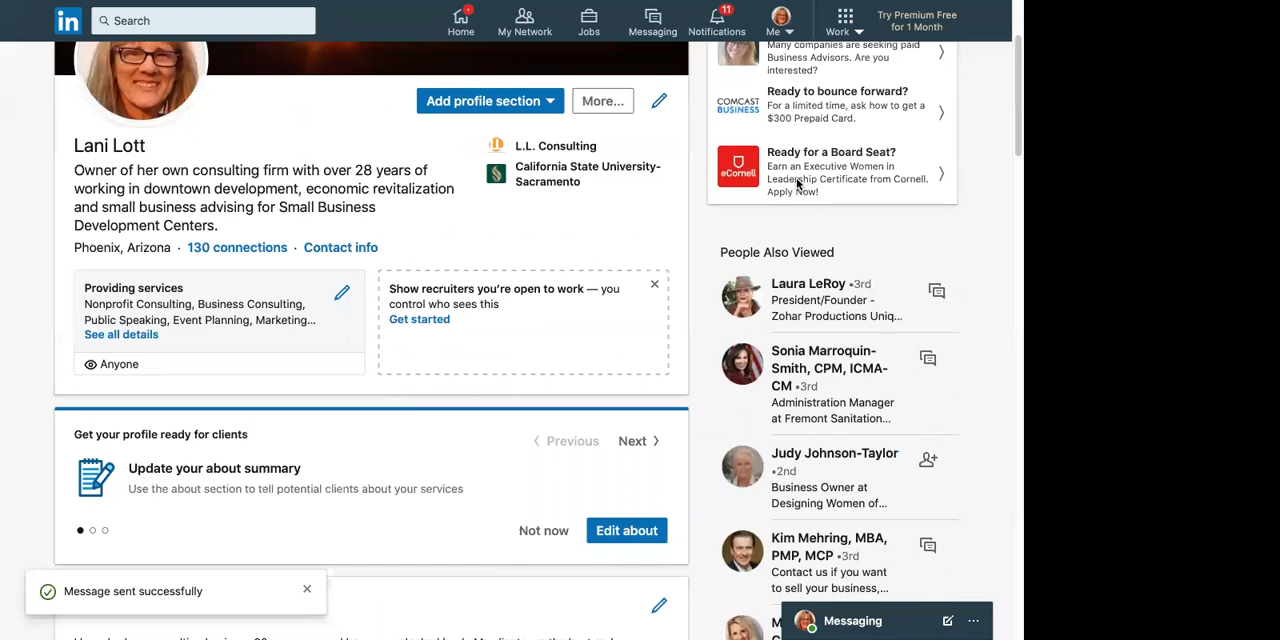 in
Search
Home
My Network
Jobs
Messaging
11
Notifications
Me
Work
Try Premium Free
for 1 Month
Add profile section
More...
Lani Lott
Owner of her own consulting firm with over 28 years of
working in downtown development, economic revitalization
and small business advising for Small Business
Development Centers.
Phoenix, Arizona · 130 connections · Contact info
L.L. Consulting
California State University-
Sacramento
Providing services
Nonprofit Consulting, Business Consulting,
Public Speaking, Event Planning, Marketing...
See all details
Anyone
Show recruiters you're open to work — you
control who sees this
Get started
Get your profile ready for clients
Previous
Next
Update your about summary
Use the about section to tell potential clients about your services
Not now
Edit about
Message sent successfully
Many companies are seeking paid
Business Advisors. Are you
interested?
COMCAST
BUSINESS
Ready to bounce forward?
For a limited time, ask how to get a
$300 Prepaid Card.
eCornell
Ready for a Board Seat?
Earn an Executive Women in
Leadership Certificate from Cornell.
Apply Now!
People Also Viewed
Laura LeRoy •3rd
President/Founder -
Zohar Productions Uniq...
Sonia Marroquin-
Smith, CPM, ICMA-
CM •3rd
Administration Manager
at Fremont Sanitation...
Judy Johnson-Taylor
•2nd
Business Owner at
Designing Women of...
Kim Mehring, MBA,
PMP, MCP •3rd
Contact us if you want
to sell your business,...
Messaging